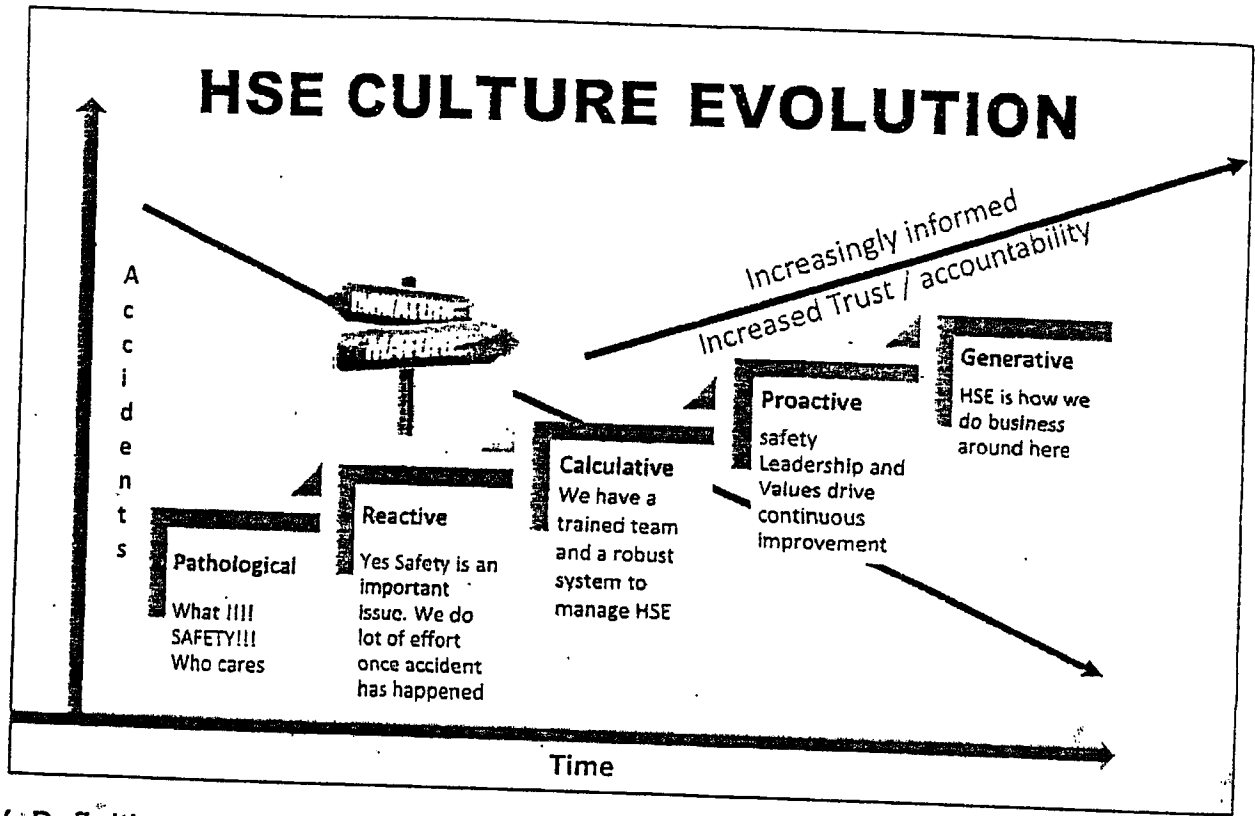 HSE CULTURE EVOLUTION
Accidents
Increasingly informed
Increased Trust / accountability
Pathological
What !!!!
SAFETY!!!
Who cares
Reactive
Yes Safety is an
important
issue. We do
lot of effort
once accident
has happened
Calculative
We have a
trained team
and a robust
system to
manage HSE
Proactive
safety
Leadership and
Values drive
continuous
improvement
Generative
HSE is how we
do business
around here
Time